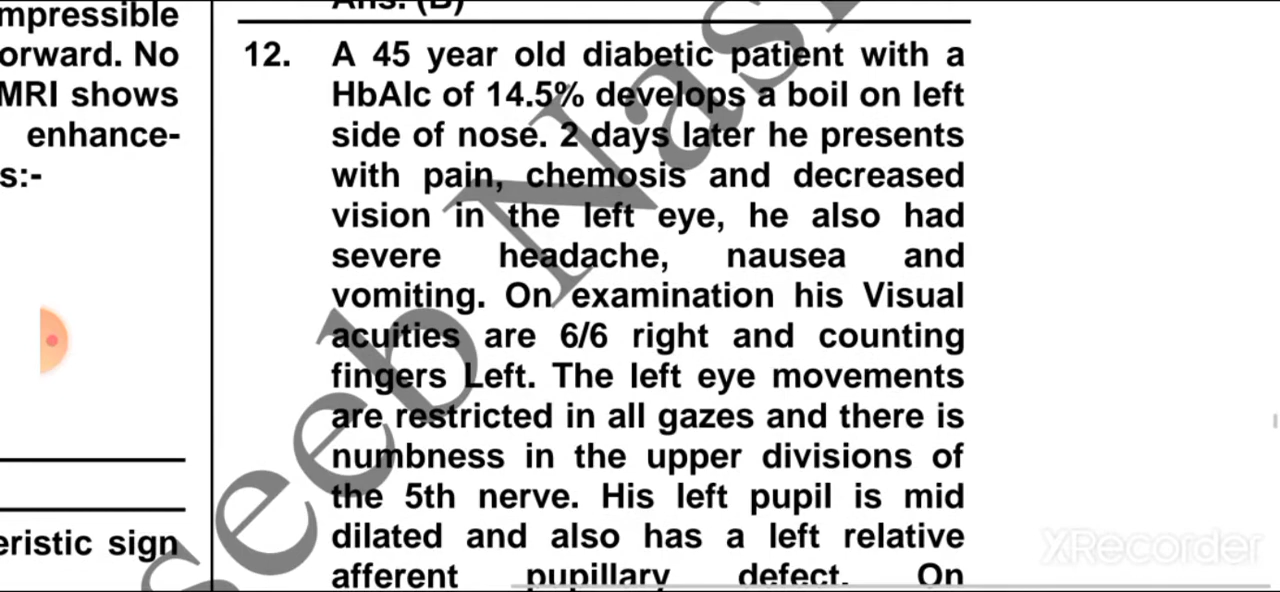 mpressible
orward. No
MRI shows
enhance-
s:-
eristic sign
Ans. (B)
12. A 45 year old diabetic patient with a
HbAIc of 14.5% develops a boil on left
side of nose. 2 days later he presents
with pain, chemosis and decreased
vision in the left eye, he also had
severe headache, nausea and
vomiting. On examination his Visual
acuities are 6/6 right and counting
fingers Left. The left eye movements
are restricted in all gazes and there is
numbness in the upper divisions of
the 5th nerve. His left pupil is mid
dilated and also has a left relative
afferent pupillary defect. On
seeb Nas
XRecorder